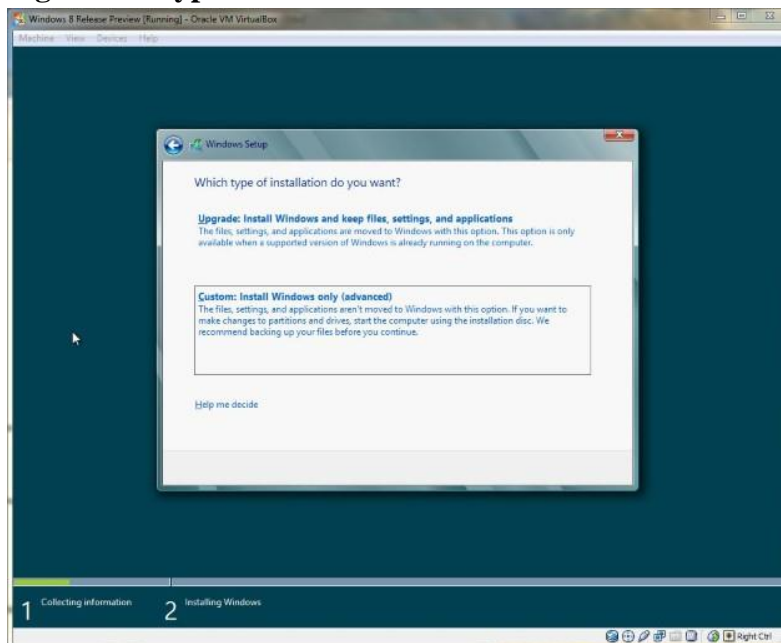 Windows 8 Release Preview [Running] - Oracle VM VirtualBox
Machine View Devices Help
Windows Setup
Which type of installation do you want?
Upgrade: Install Windows and keep files, settings, and applications
The files, settings, and applications are moved to Windows with this option. This option is only
available when a supported version of Windows is already running on the computer.
Custom: Install Windows only (advanced)
The files, settings, and applications aren't moved to Windows with this option. If you want to
make changes to partitions and drives, start the computer using the installation disc. We
recommend backing up your files before you continue.
Help me decide
1 Collecting information 2 Installing Windows
Right Ctrl